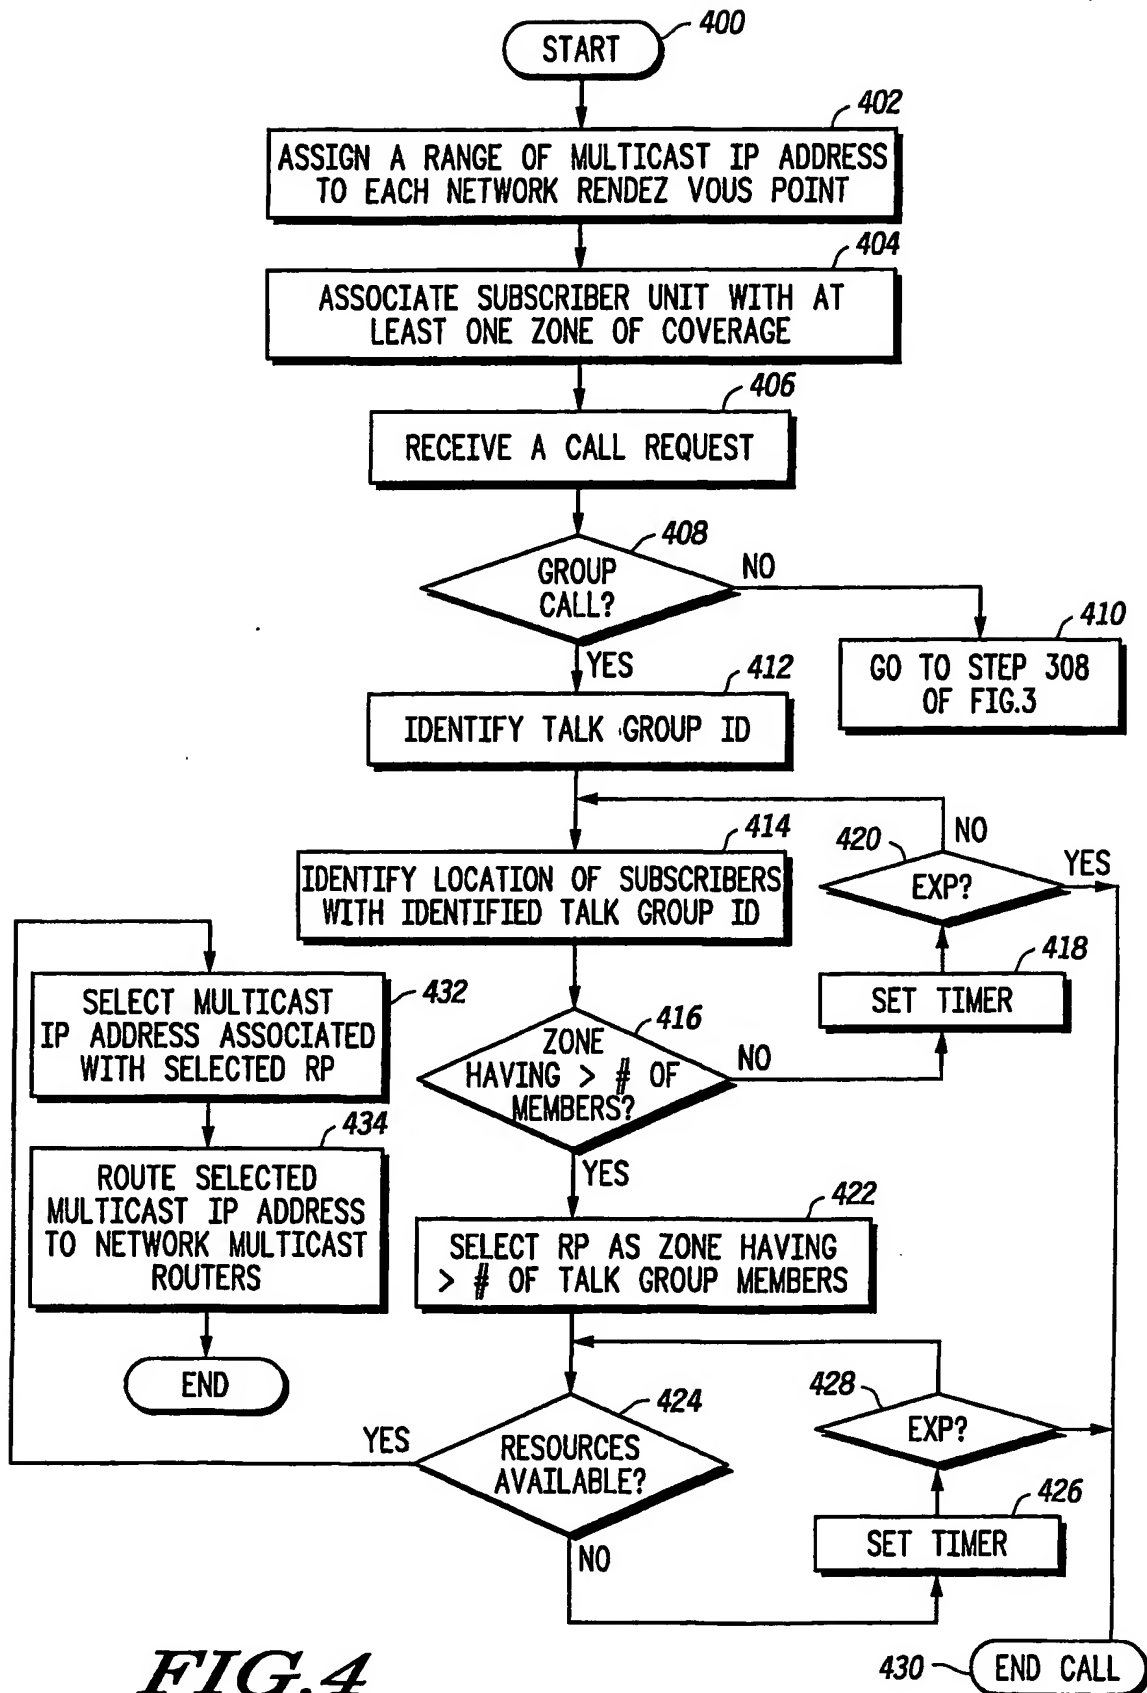 START
400
402
ASSIGN A RANGE OF MULTICAST IP ADDRESS
TO EACH NETWORK RENDEZ VOUS POINT
404
ASSOCIATE SUBSCRIBER UNIT WITH AT
LEAST ONE ZONE OF COVERAGE
406
RECEIVE A CALL REQUEST
408
GROUP
CALL?
NO
YES
410
GO TO STEP 308
OF FIG.3
412
IDENTIFY TALK GROUP ID
414
IDENTIFY LOCATION OF SUBSCRIBERS
WITH IDENTIFIED TALK GROUP ID
420
NO
EXP?
YES
418
SET TIMER
416
ZONE
HAVING > # OF
MEMBERS?
NO
YES
432
SELECT MULTICAST
IP ADDRESS ASSOCIATED
WITH SELECTED RP
434
ROUTE SELECTED
MULTICAST IP ADDRESS
TO NETWORK MULTICAST
ROUTERS
END
422
SELECT RP AS ZONE HAVING
> # OF TALK GROUP MEMBERS
424
RESOURCES
AVAILABLE?
YES
NO
428
EXP?
426
SET TIMER
430
END CALL
FIG.4